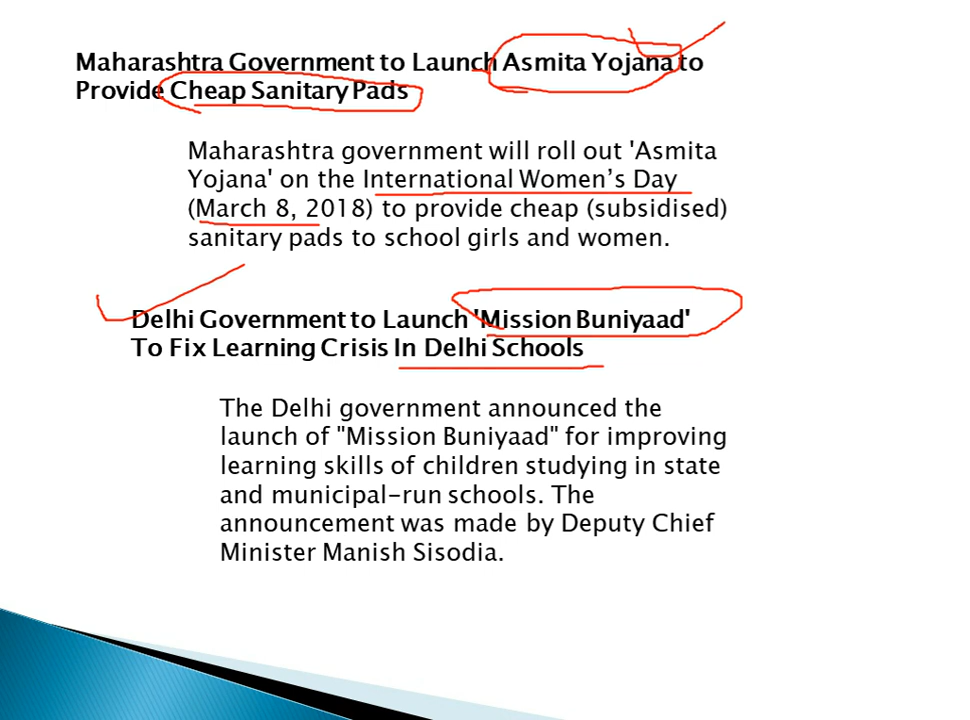 Maharashtra Government to Launch Asmita Yojana to
Provide Cheap Sanitary Pads
Maharashtra government will roll out 'Asmita
Yojana' on the International Women’s Day
(March 8, 2018) to provide cheap (subsidised)
sanitary pads to school girls and women.
Delhi Government to Launch 'Mission Buniyaad'
To Fix Learning Crisis In Delhi Schools
The Delhi government announced the
launch of "Mission Buniyaad" for improving
learning skills of children studying in state
and municipal-run schools. The
announcement was made by Deputy Chief
Minister Manish Sisodia.